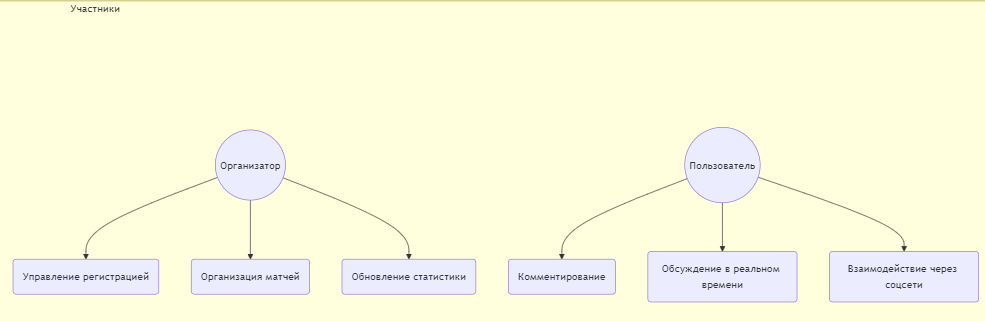 Участники
Организатор
Пользователь
Управление регистрацией
Организация матчей
Обновление статистики
Комментирование
Обсуждение в реальном
времени
Взаимодействие через
соцсети